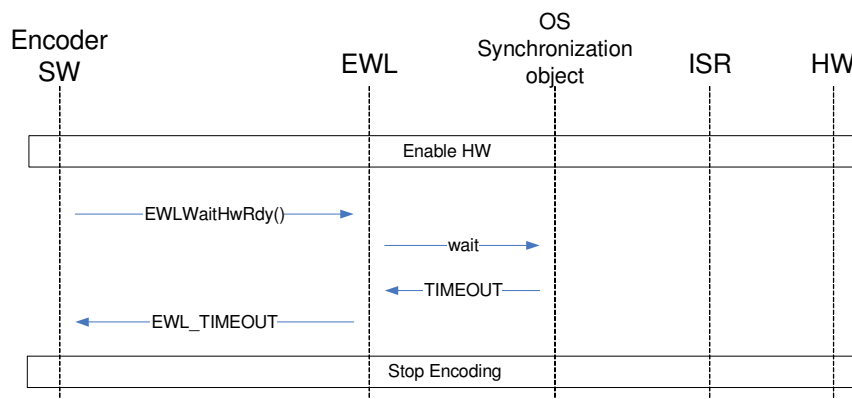 Encoder
SW
EWL
OS
Synchronization
object
ISR
HW
Enable HW
EWLWaitHwRdy()
wait
TIMEOUT
EWL_TIMEOUT
Stop Encoding